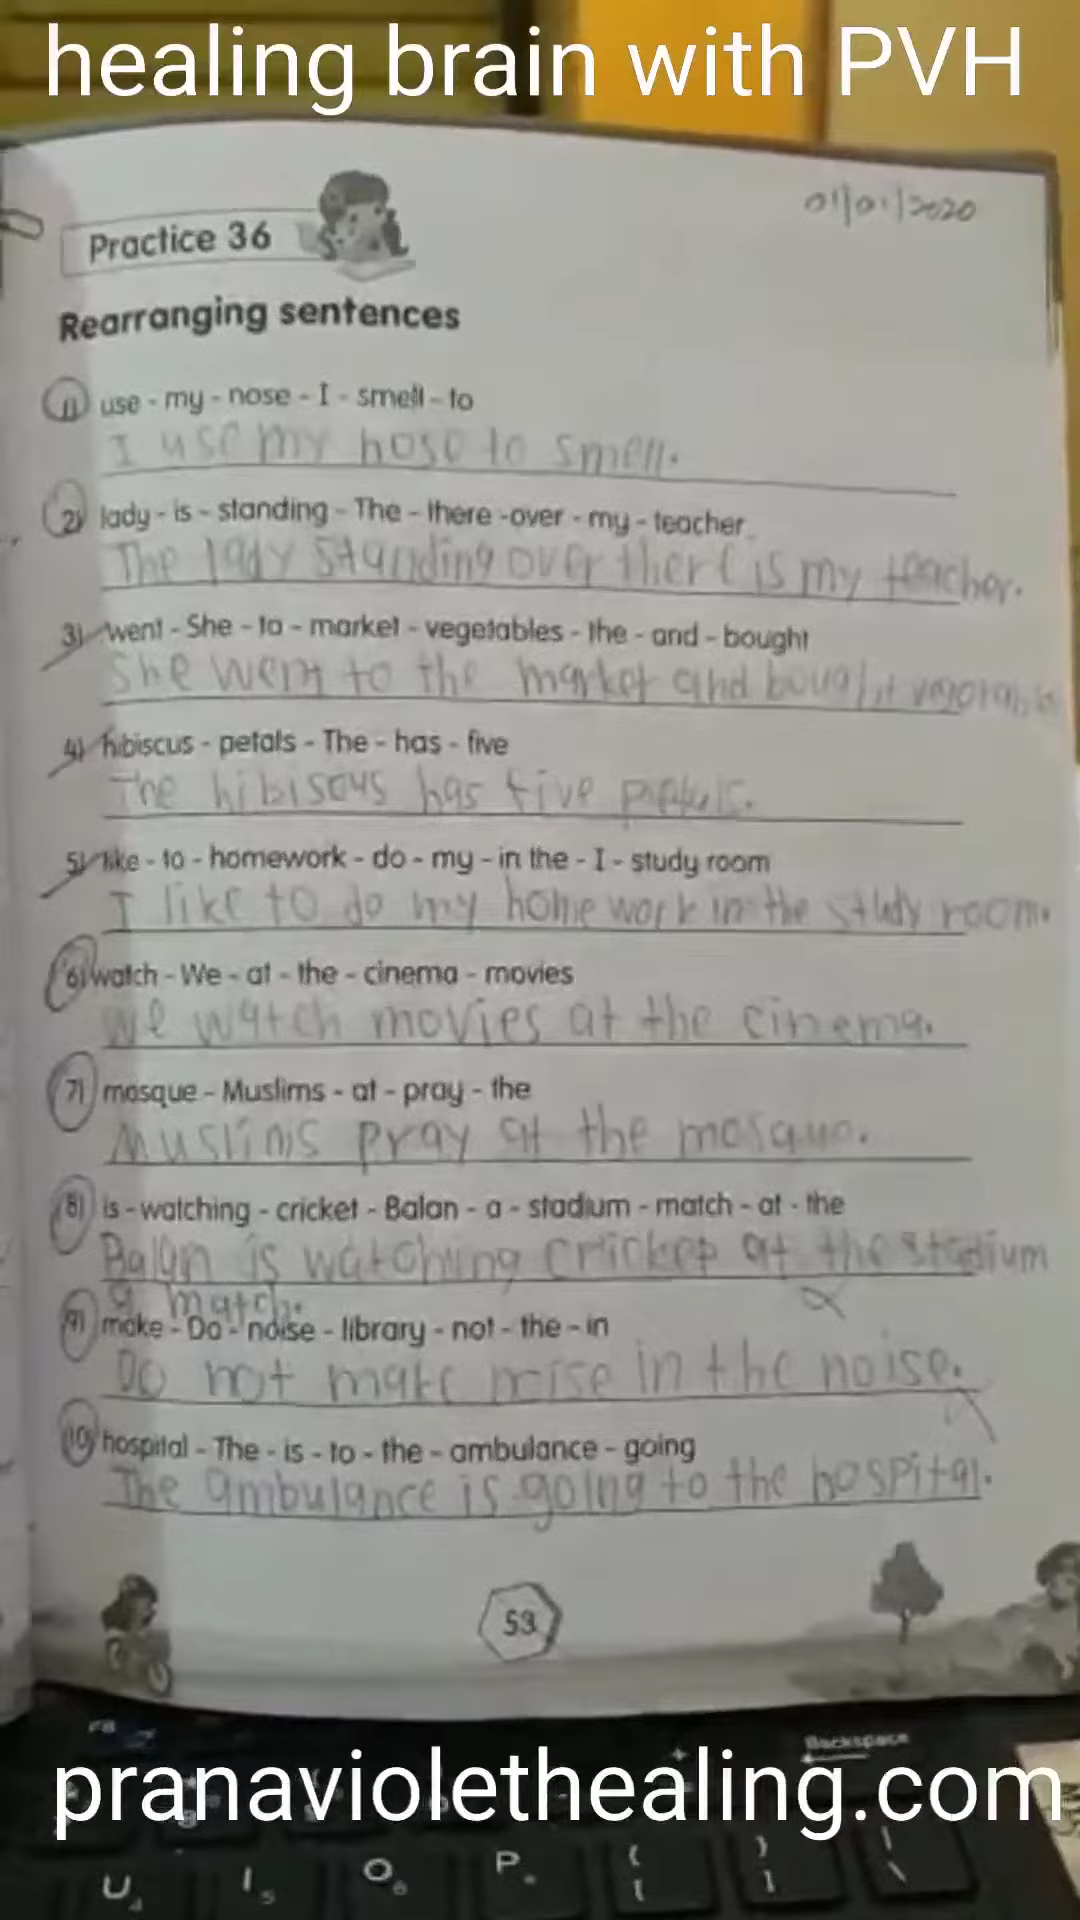 healing brain with PVH
01/01/2020
Practice 36
Rearranging sentences
1) use - my - nose - I - smell - to
I use my nose to smell.
2) lady - is - standing - The - there -over - my - teacher.
The lady standing over there is my teacher.
3) went - She - to - market - vegetables - the - and - bought
She went to the market and bought
4) hibiscus - petals - The - has - five
The hibiscus has five
5) like - to - homework - do - my - in the - I - study room
I like to do my home work in the study room.
6) watch - We - at - the - cinema - movies
We watch movies at the cinema.
7) mosque - Muslims - at - pray - the
Muslims pray at the mosque.
8) is - watching - cricket - Balan - a - stadium - match - at - the
Balan is watching cricket at the stadium
a match.
9) make - Do - noise - library - not - the - in
Do not make noise in the noise.
10) hospital - The - is - to - the - ambulance - going
The ambulance is going to the hospital.
53
F8
Backspace
pranaviolethealing.com
U 4 I 5 O 6 P { [ } ] | \